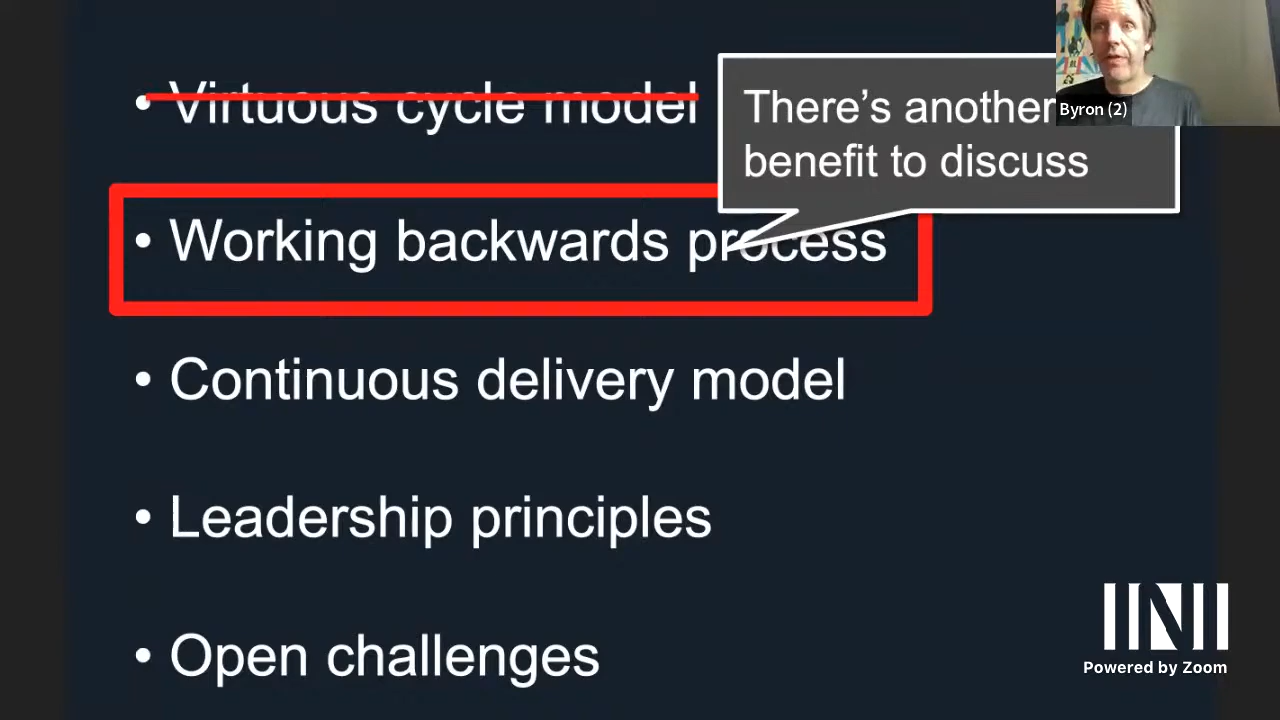 • Virtuous cycle model
There’s another
benefit to discuss
Byron (2)
• Working backwards process
• Continuous delivery model
• Leadership principles
• Open challenges
INI
Powered by Zoom